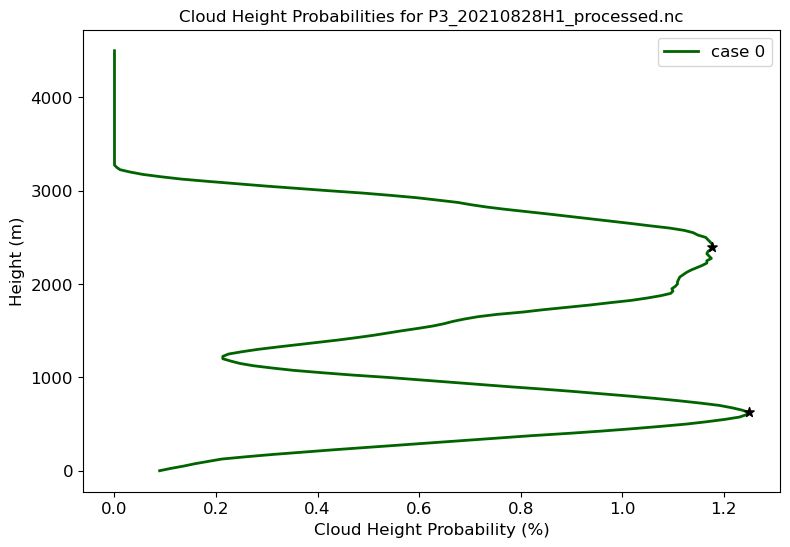 Cloud Height Probabilities for P3_20210828H1_processed.nc
case 0
Height (m)
4000
3000
2000
1000
0
0.0 0.2 0.4 0.6 0.8 1.0 1.2
Cloud Height Probability (%)